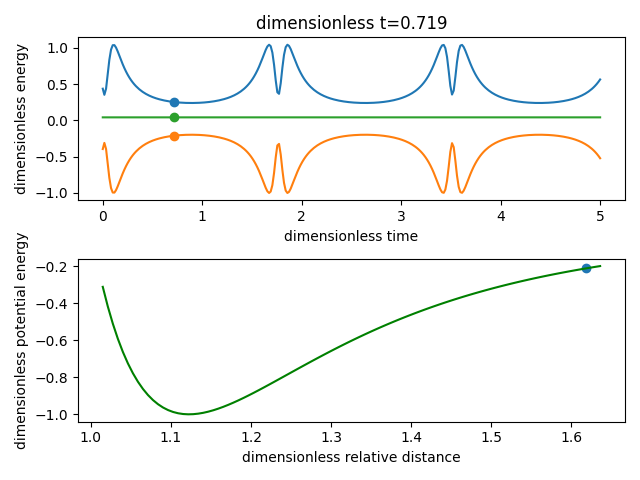 dimensionless t=0.719
dimensionless energy
1.0
0.5
0.0
−0.5
−1.0
0 1 2 3 4 5
dimensionless time
dimensionless potential energy
−0.2
−0.4
−0.6
−0.8
−1.0
1.0 1.1 1.2 1.3 1.4 1.5 1.6
dimensionless relative distance